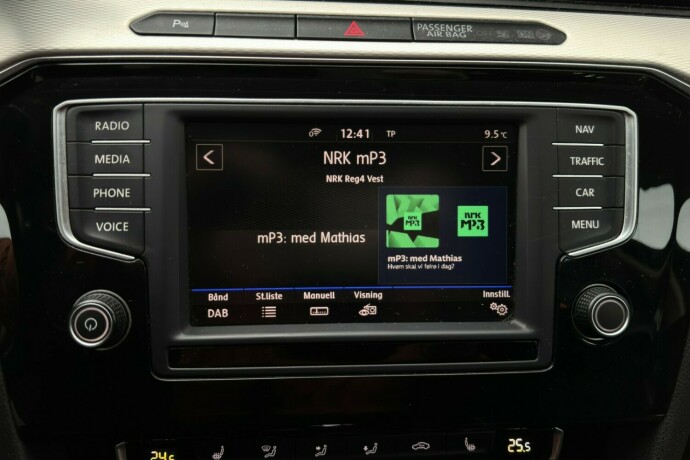 PASSENGER
AIR BAG
RADIO
MEDIA
PHONE
VOICE
12:41 TP 9.5°C
NRK mP3
NRK Reg4 Vest
mP3: med Mathias
NRK
MP3
NRK
MP3
mP3: med Mathias
Hvem skal vi feire i dag?
Bånd St.liste Manuell Visning Innstill.
DAB
NAV
TRAFFIC
CAR
MENU
25.5